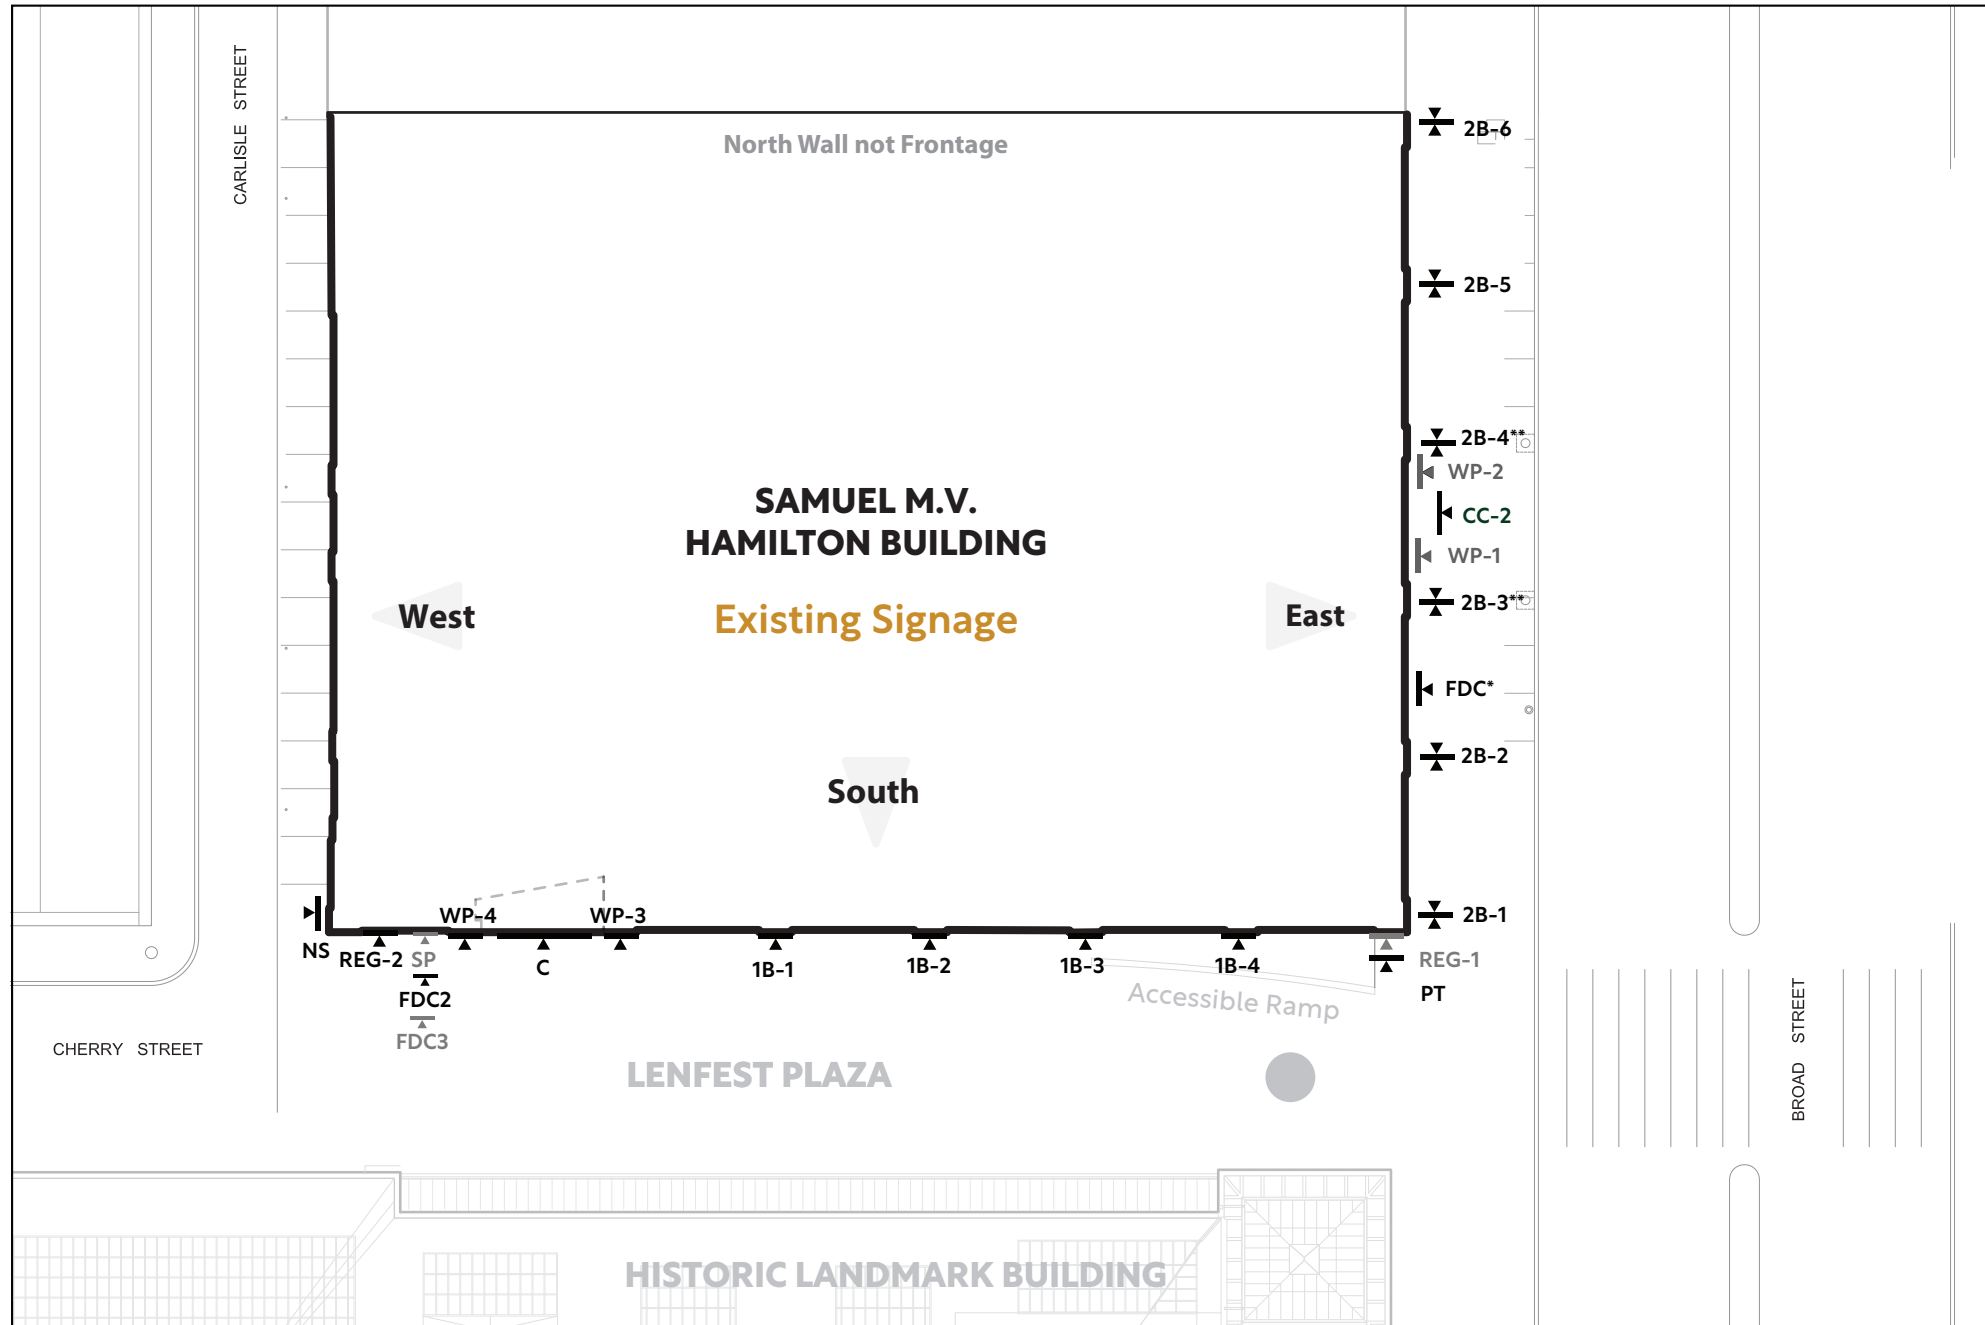 CARLISLE STREET
North Wall not Frontage
2B-6
2B-5
2B-4**
WP-2
CC-2
WP-1
2B-3**
FDC*
2B-2
2B-1
SAMUEL M.V.
HAMILTON BUILDING
Existing Signage
West
East
South
NS
REG-2
SP
FDC2
FDC3
WP-4
C
WP-3
1B-1
1B-2
1B-3
1B-4
REG-1
PT
Accessible Ramp
CHERRY STREET
LENFEST PLAZA
BROAD STREET
HISTORIC LANDMARK BUILDING